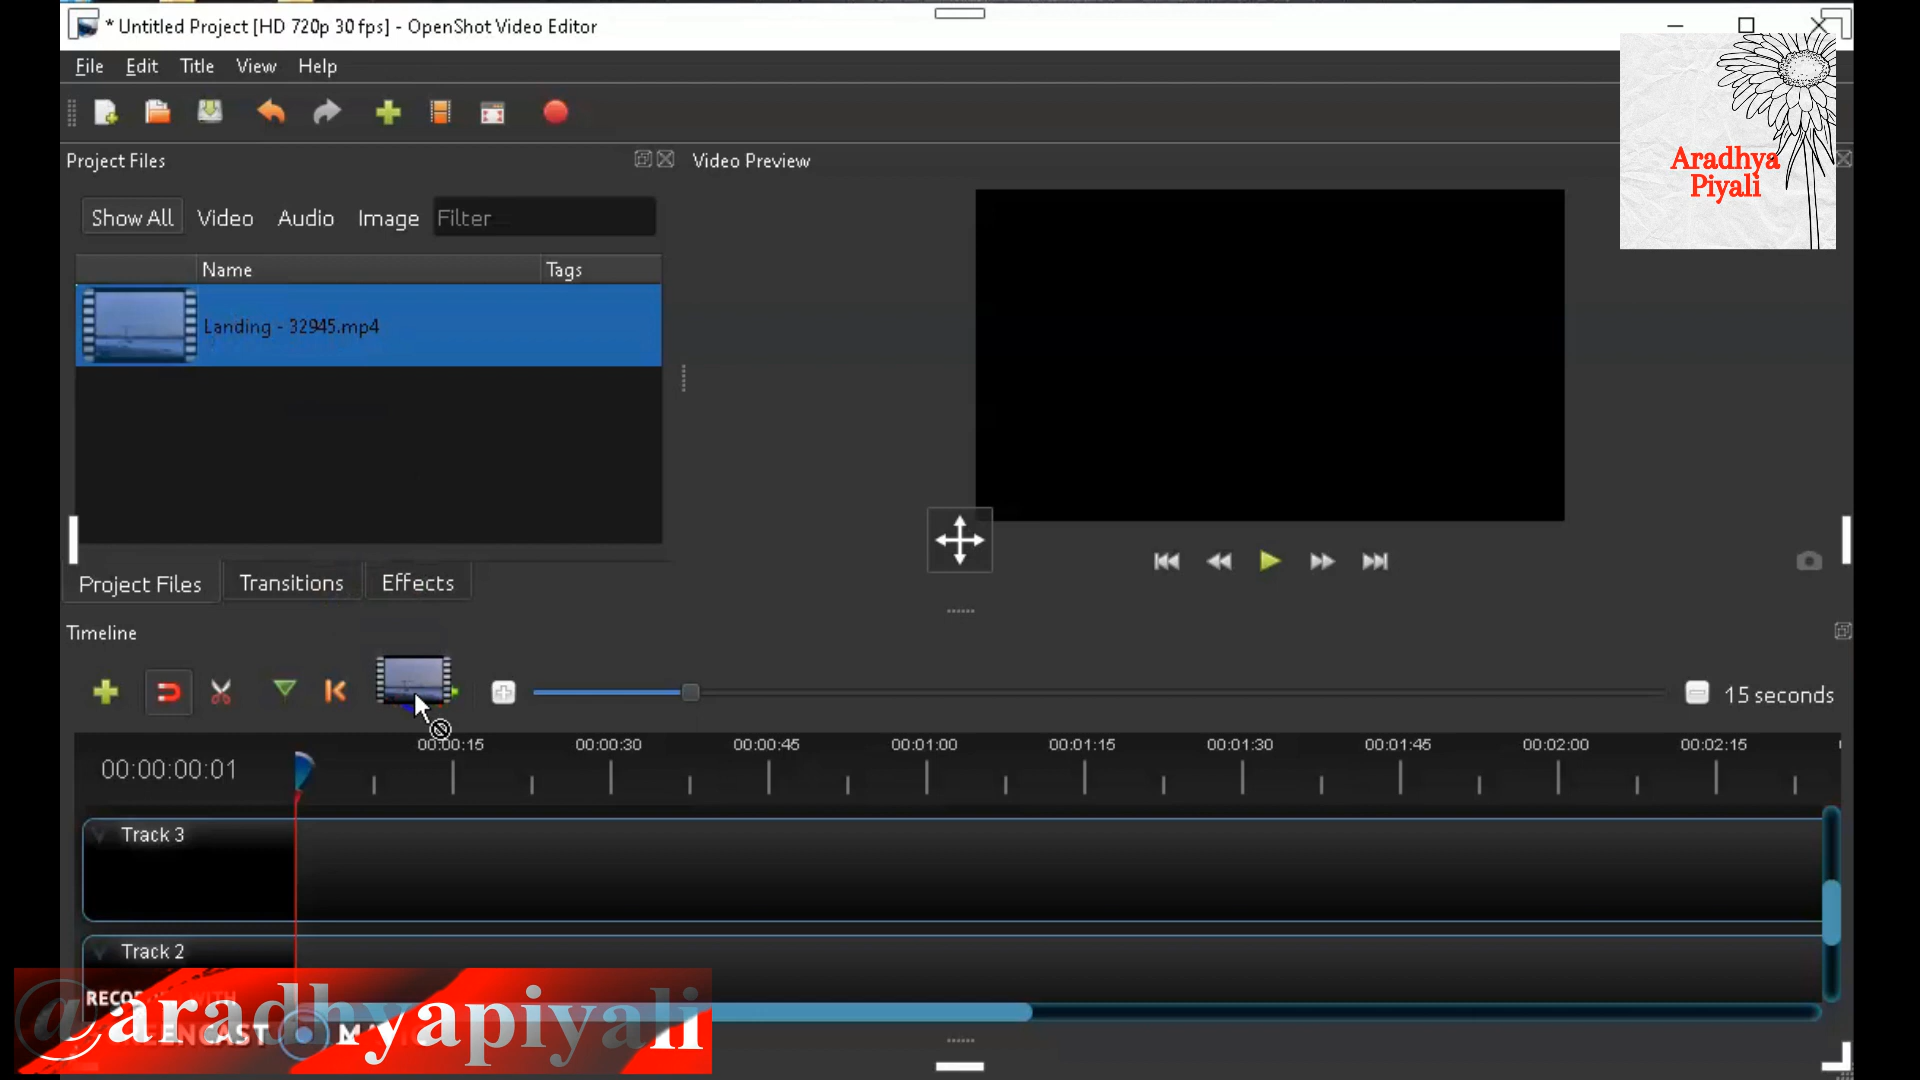 * Untitled Project [HD 720p 30 fps] - OpenShot Video Editor
File Edit Title View Help
Aradhya
Piyali
Project Files
Video Preview
Show All Video Audio Image Filter
Name Tags
Landing - 32945.mp4
Project Files Transitions Effects
Timeline
15 seconds
00:00:15 00:00:30 00:00:45 00:01:00 00:01:15 00:01:30 00:01:45 00:02:00 00:02:15
00:00:00:01
Track 3
Track 2
@aradhyapiyali